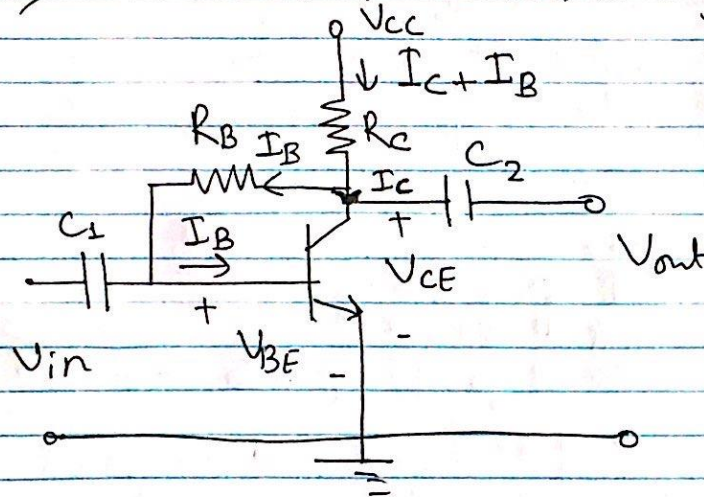 VCC
↓ IC + IB
RB IB RC
IC C2
C1 IB
+
+ VCE Vout
Vin VBE -
-